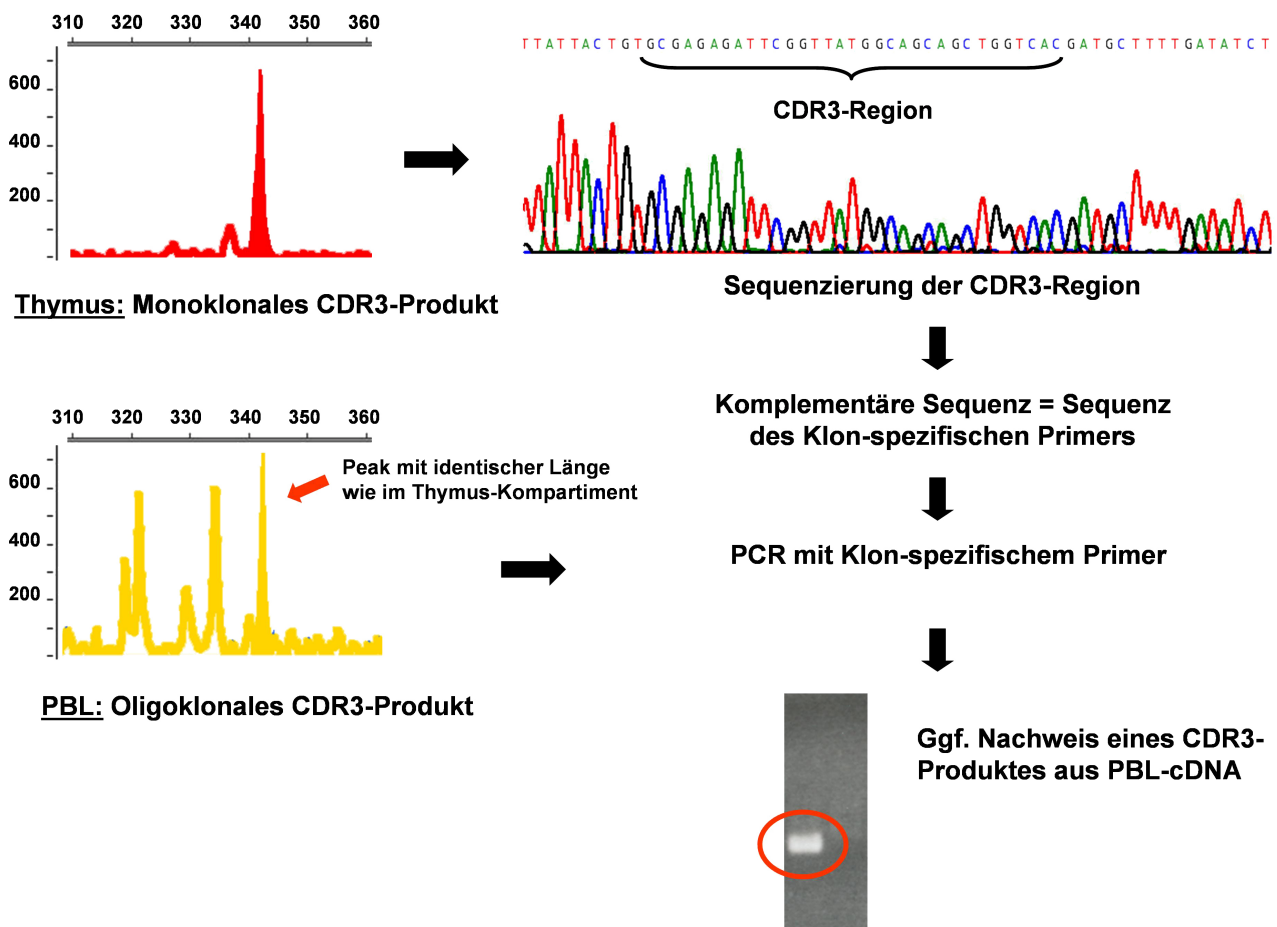 310 320 330 340 350 360
600
400
200
Thymus: Monoklonales CDR3-Produkt
TTATTACTGTGCGAGAGATTCGGTTATGGCAGCAGCTGGTCACGATGCTTTTGATATCT
CDR3-Region
Sequenzierung der CDR3-Region
Komplementäre Sequenz = Sequenz
des Klon-spezifischen Primers
PCR mit Klon-spezifischem Primer
310 320 330 340 350 360
600
400
200
Peak mit identischer Länge
wie im Thymus-Kompartiment
PBL: Oligoklonales CDR3-Produkt
Ggf. Nachweis eines CDR3-
Produktes aus PBL-cDNA